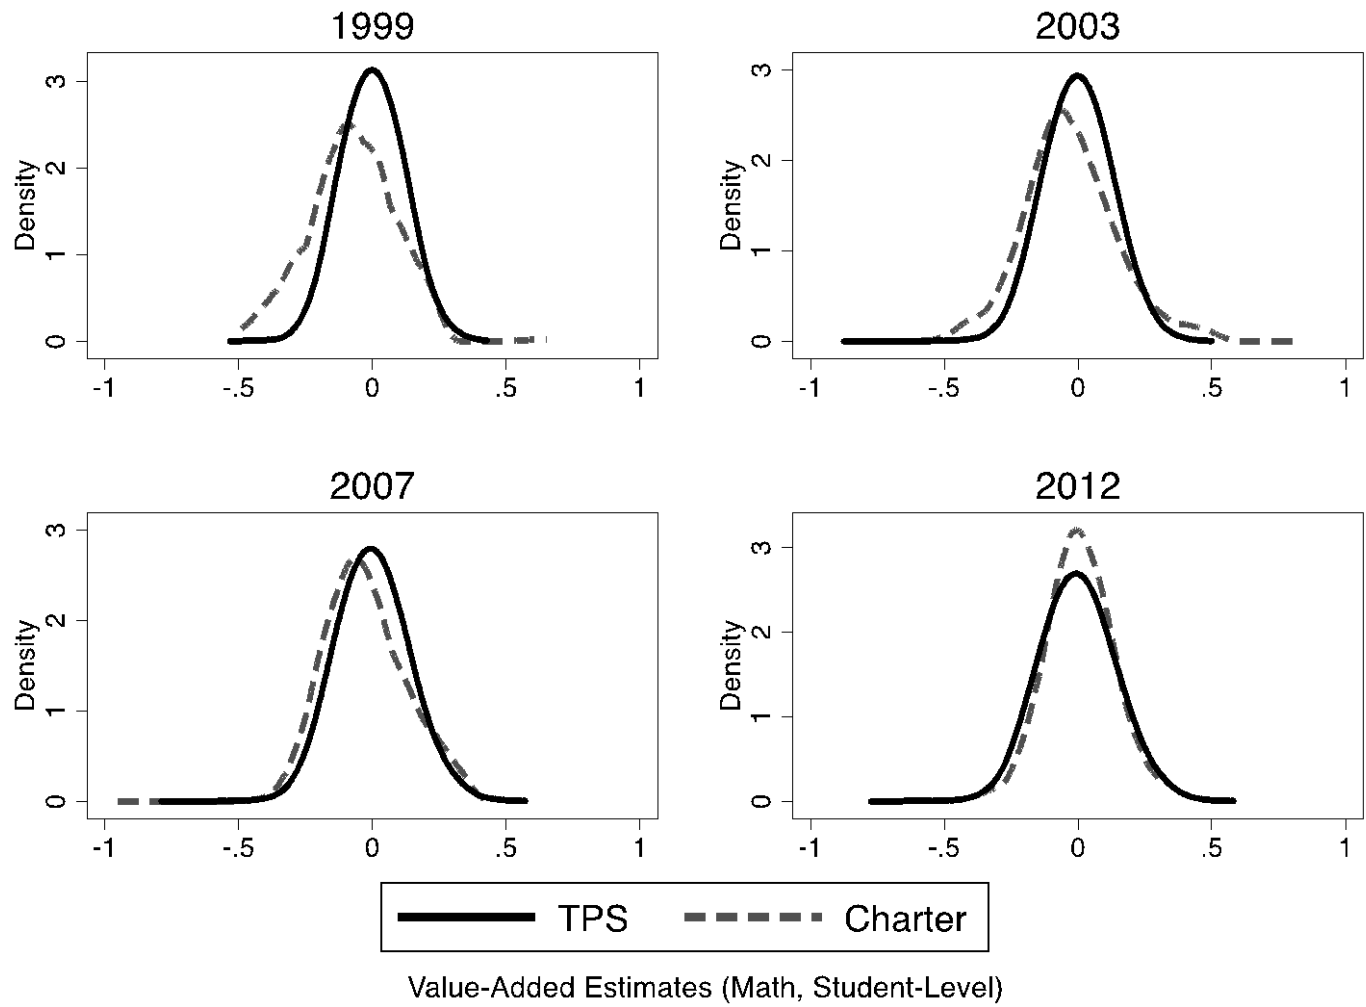 1999
Density
0 1 2 3
-1 -.5 0 .5 1
2003
Density
0 1 2 3
-1 -.5 0 .5 1
2007
Density
0 1 2 3
-1 -.5 0 .5 1
2012
Density
0 1 2 3
-1 -.5 0 .5 1
TPS Charter
Value-Added Estimates (Math, Student-Level)